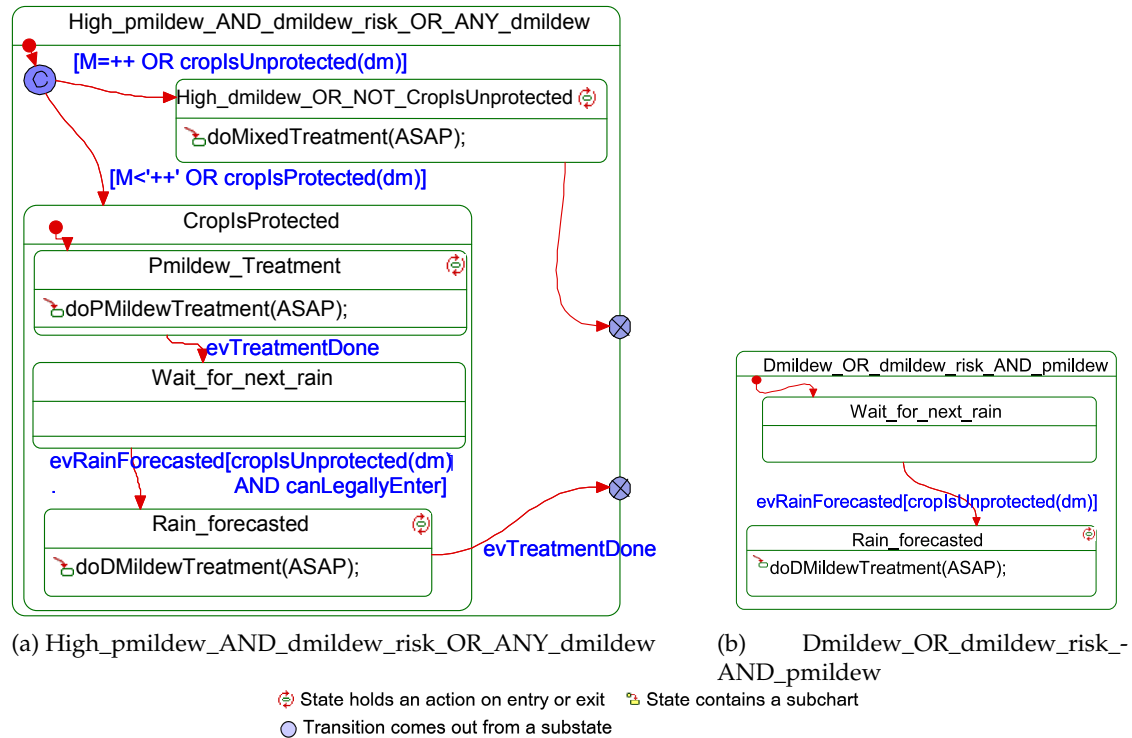 High_pmildew_AND_dmildew_risk_OR_ANY_dmildew
C
[M=++ OR cropIsUnprotected(dm)]
High_dmildew_OR_NOT_CropIsUnprotected
doMixedTreatment(ASAP);
[M<'++' OR cropIsProtected(dm)]
CropIsProtected
Pmildew_Treatment
doPMildewTreatment(ASAP);
evTreatmentDone
Wait_for_next_rain
evRainForecasted[cropIsUnprotected(dm)
. AND canLegallyEnter]
Rain_forecasted
doDMildewTreatment(ASAP);
evTreatmentDone
(a) High_pmildew_AND_dmildew_risk_OR_ANY_dmildew
Dmildew_OR_dmildew_risk_AND_pmildew
Wait_for_next_rain
evRainForecasted[cropIsUnprotected(dm)]
Rain_forecasted
doDMildewTreatment(ASAP);
(b) Dmildew_OR_dmildew_risk_-
AND_pmildew
State holds an action on entry or exit
State contains a subchart
Transition comes out from a substate